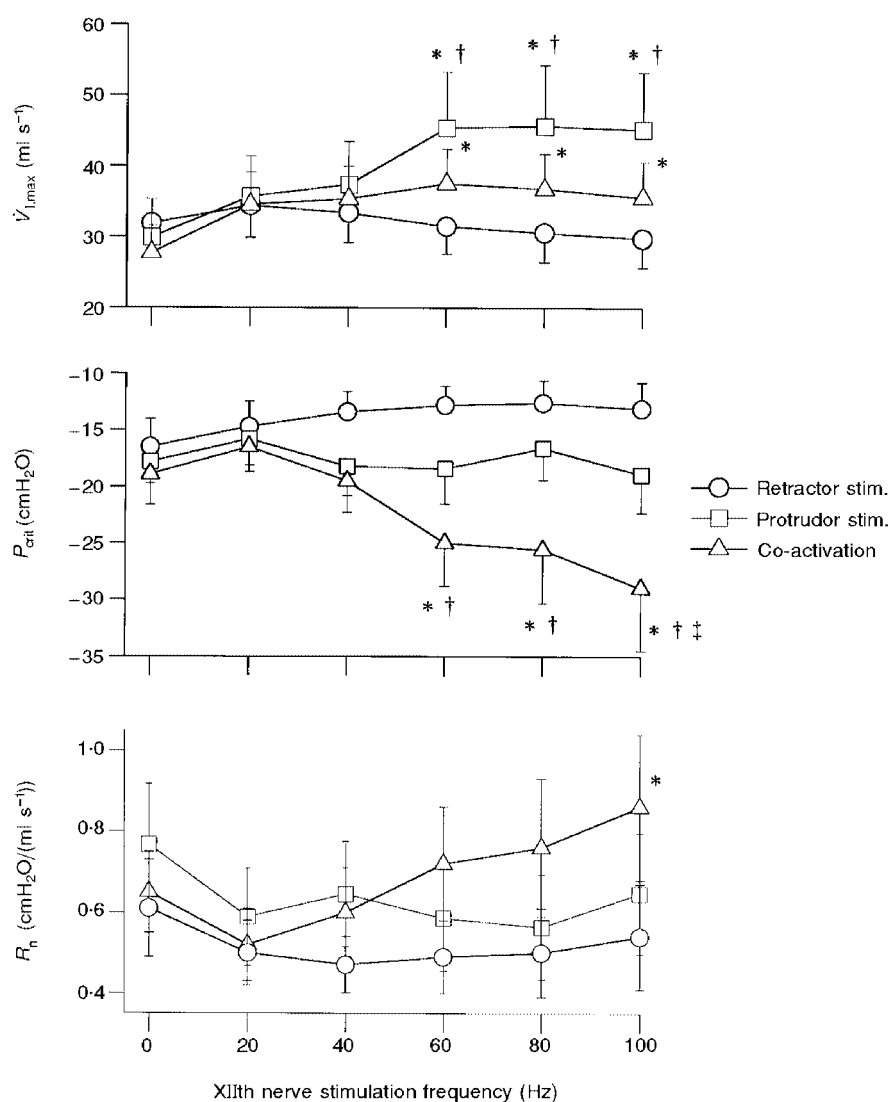 60
* †
* †
* †
50
V̇I,max (ml s⁻¹)
*
*
*
40
30
20
−10
−15
Pcrit (cmH2O)
−20
−25
−30
−35
* †
* †
* † ‡
Retractor stim.
Protrudor stim.
Co-activation
1·0
*
0·8
Rn (cmH2O/(ml s⁻¹))
0·6
0·4
0 20 40 60 80 100
XIIth nerve stimulation frequency (Hz)